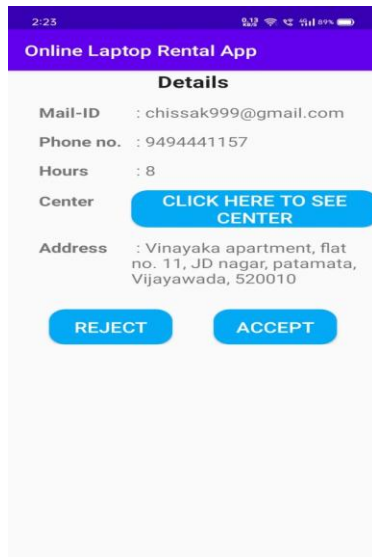 2:23 89%
Online Laptop Rental App
Details
Mail-ID : chissak999@gmail.com
Phone no. : 9494441157
Hours : 8
Center CLICK HERE TO SEE
CENTER
Address : Vinayaka apartment, flat
no. 11, JD nagar, patamata,
Vijayawada, 520010
REJECT ACCEPT